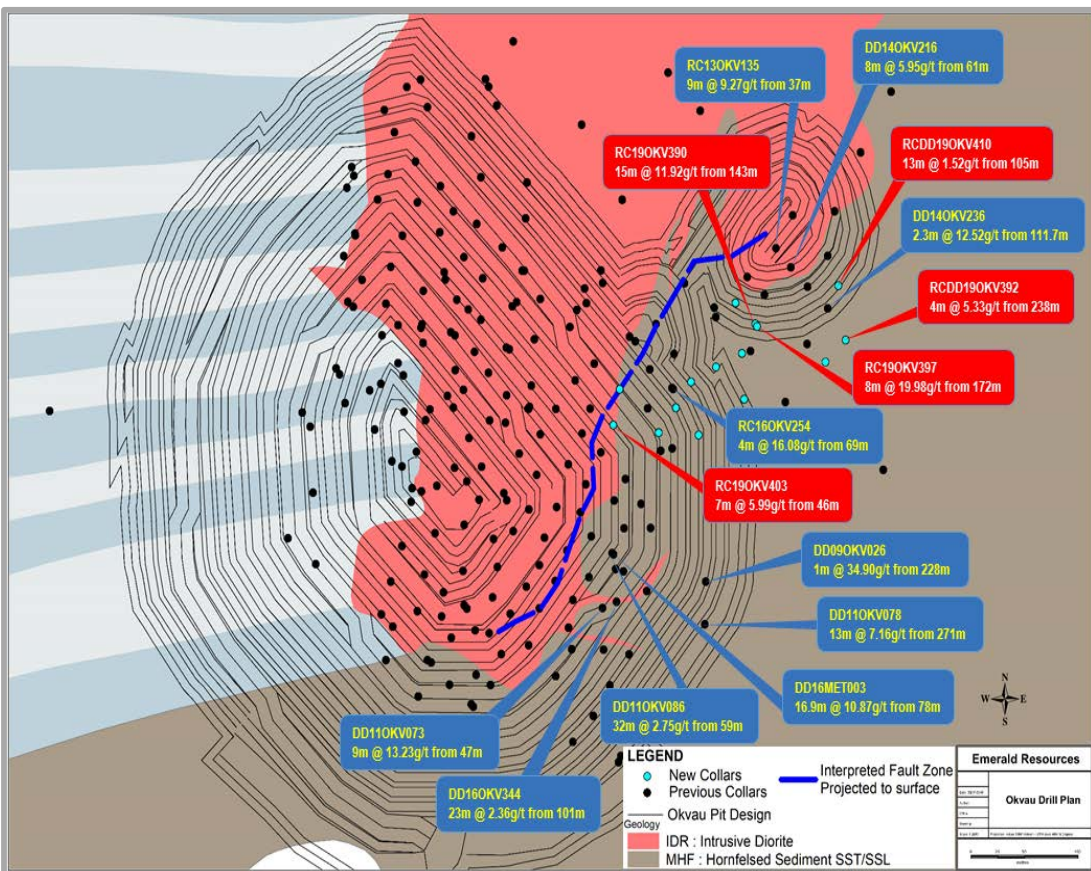 DD14OKV216
8m @ 5.95g/t from 61m
RC13OKV135
9m @ 9.27g/t from 37m
RC19OKV390
15m @ 11.92g/t from 143m
RCDD19OKV410
13m @ 1.52g/t from 105m
DD14OKV236
2.3m @ 12.52g/t from 111.7m
RCDD19OKV392
4m @ 5.33g/t from 238m
RC19OKV397
8m @ 19.98g/t from 172m
RC16OKV254
4m @ 16.08g/t from 69m
RC19OKV403
7m @ 5.99g/t from 46m
DD09OKV026
1m @ 34.90g/t from 228m
DD11OKV078
13m @ 7.16g/t from 271m
DD16MET003
16.9m @ 10.87g/t from 78m
DD11OKV086
32m @ 2.75g/t from 59m
DD11OKV073
9m @ 13.23g/t from 47m
DD16OKV344
23m @ 2.36g/t from 101m
N
W E
S
LEGEND
New Collars
Previous Collars
Interpreted Fault Zone
Projected to surface
Okvau Pit Design
Geology
IDR : Intrusive Diorite
MHF : Hornfelsed Sediment SST/SSL
Emerald Resources
Okvau Drill Plan